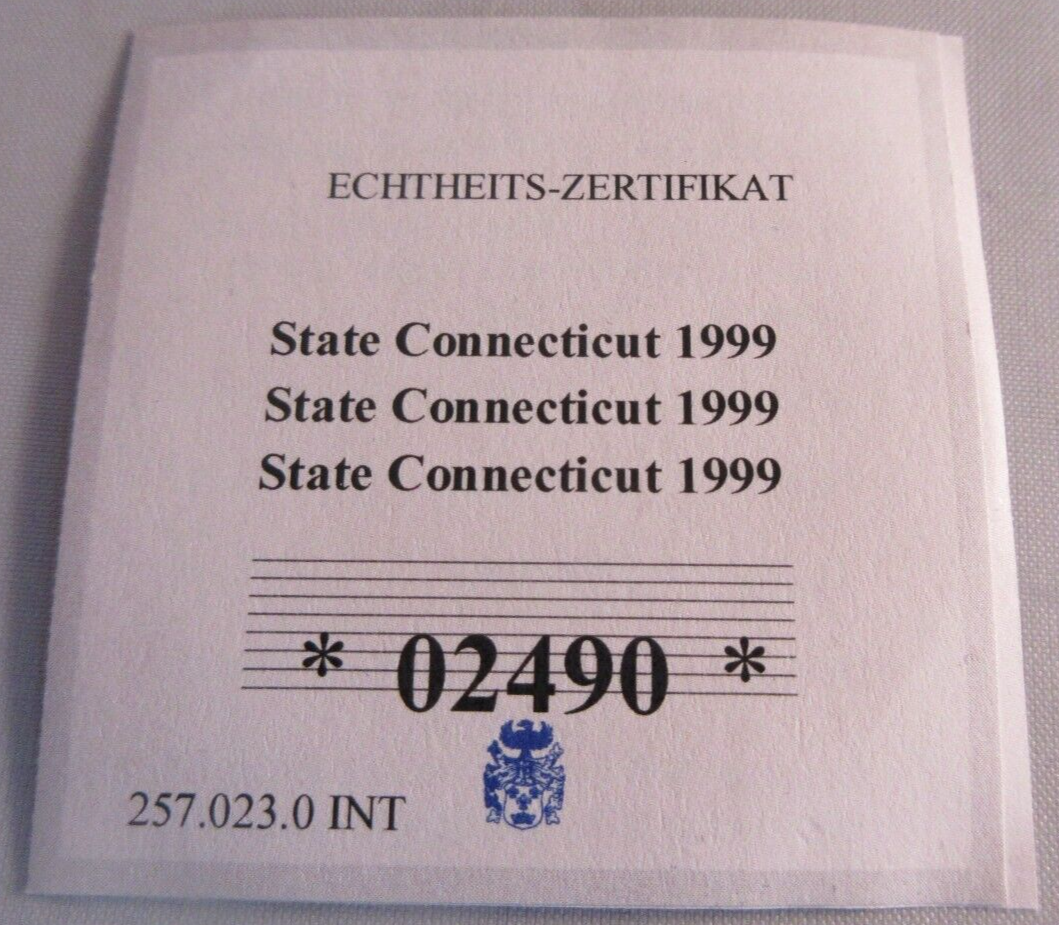 ECHTHEITS-ZERTIFIKAT
State Connecticut 1999
State Connecticut 1999
State Connecticut 1999
* 02490 *
257.023.0 INT